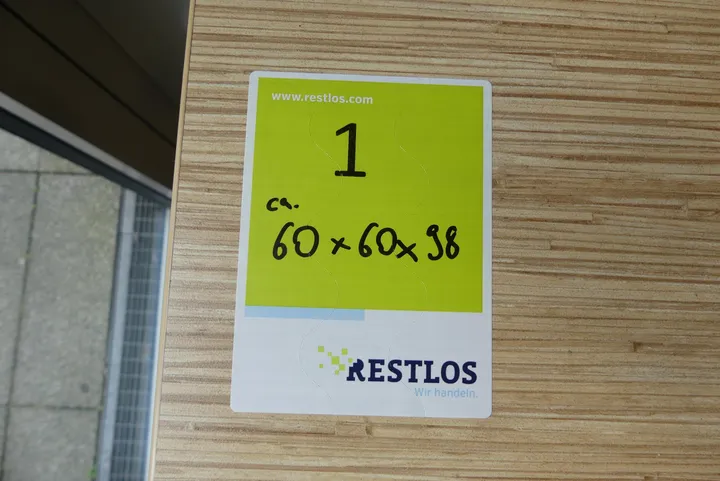 www.restlos.com
1
ca.
60 x 60 x 98
RESTLOS
Wir handeln.